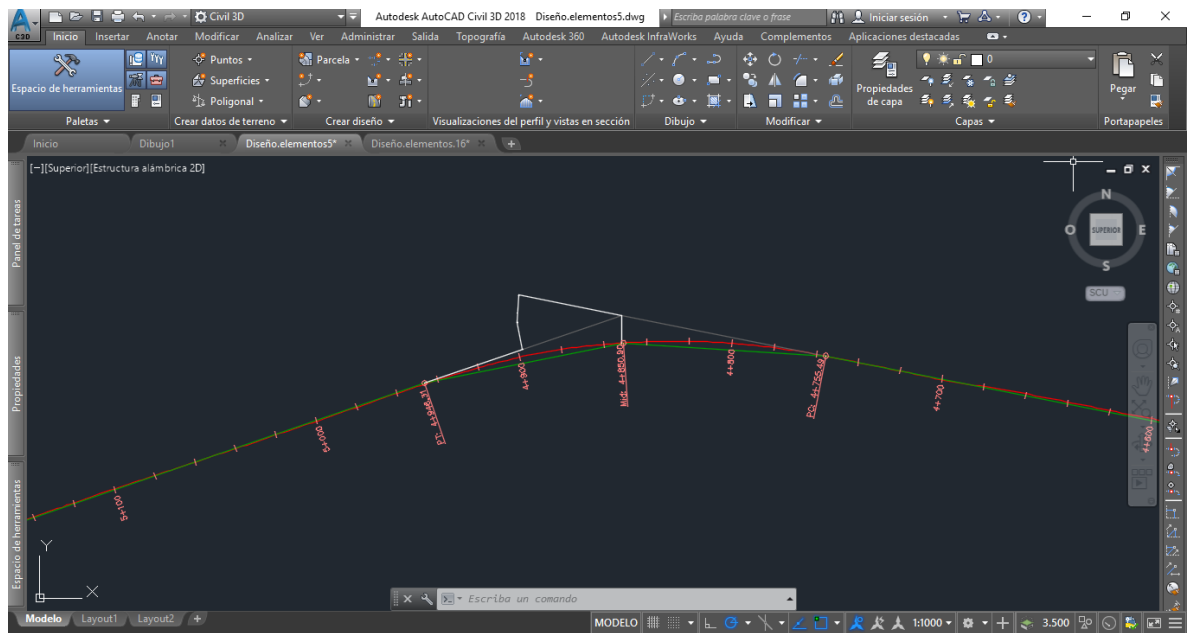 Civil 3D
Autodesk AutoCAD Civil 3D 2018 Diseño.elementos5.dwg
Escriba palabra clave o frase
Iniciar sesión
C3D
Inicio Insertar Anotar Modificar Analizar Ver Administrar Salida Topografía Autodesk 360 Autodesk InfraWorks Ayuda Complementos Aplicaciones destacadas
Espacio de herramientas
Puntos
Superficies
Poligonal
Parcela
Propiedades de capa
0
Pegar
Paletas Crear datos de terreno Crear diseño Visualizaciones del perfil y vistas en sección Dibujo Modificar Capas Portapapeles
Inicio Dibujo1 Diseño.elementos5* Diseño.elementos.16*
[−][Superior][Estructura alámbrica 2D]
Panel de tareas
Propiedades
Espacio de herramientas
N
O SUPERIOR E
S
SCU
5+100
5+000
4+900
Mid: 4+850.90
4+800
PC: 4+755.49
4+700
4+600
Y
X
Escriba un comando
Modelo Layout1 Layout2
MODELO 1:1000 3.500